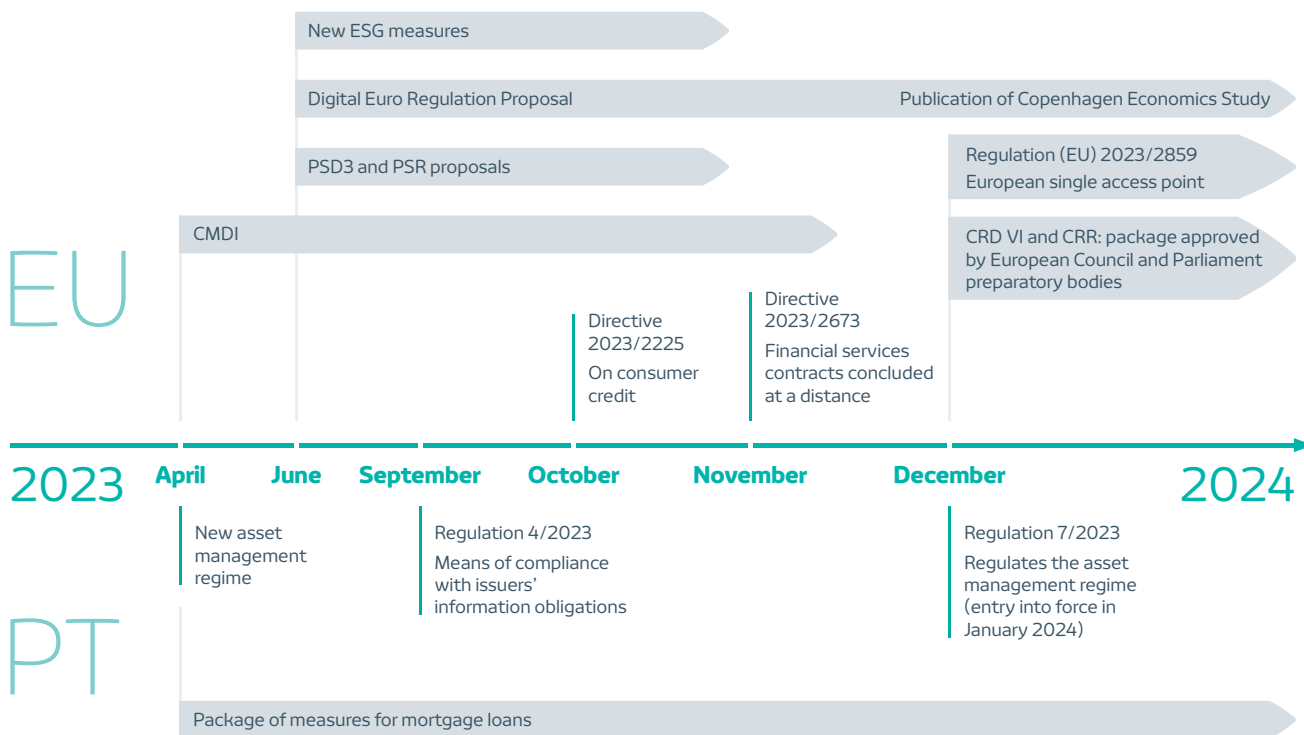 New ESG measures
Digital Euro Regulation Proposal
Publication of Copenhagen Economics Study
PSD3 and PSR proposals
Regulation (EU) 2023/2859
European single access point
CMDI
CRD VI and CRR: package approved
by European Council and Parliament
preparatory bodies
EU
Directive
2023/2225
On consumer
credit
Directive
2023/2673
Financial services
contracts concluded
at a distance
2023
April
June
September
October
November
December
2024
New asset
management
regime
Regulation 4/2023
Means of compliance
with issuers’
information obligations
Regulation 7/2023
Regulates the asset
management regime
(entry into force in
January 2024)
PT
Package of measures for mortgage loans